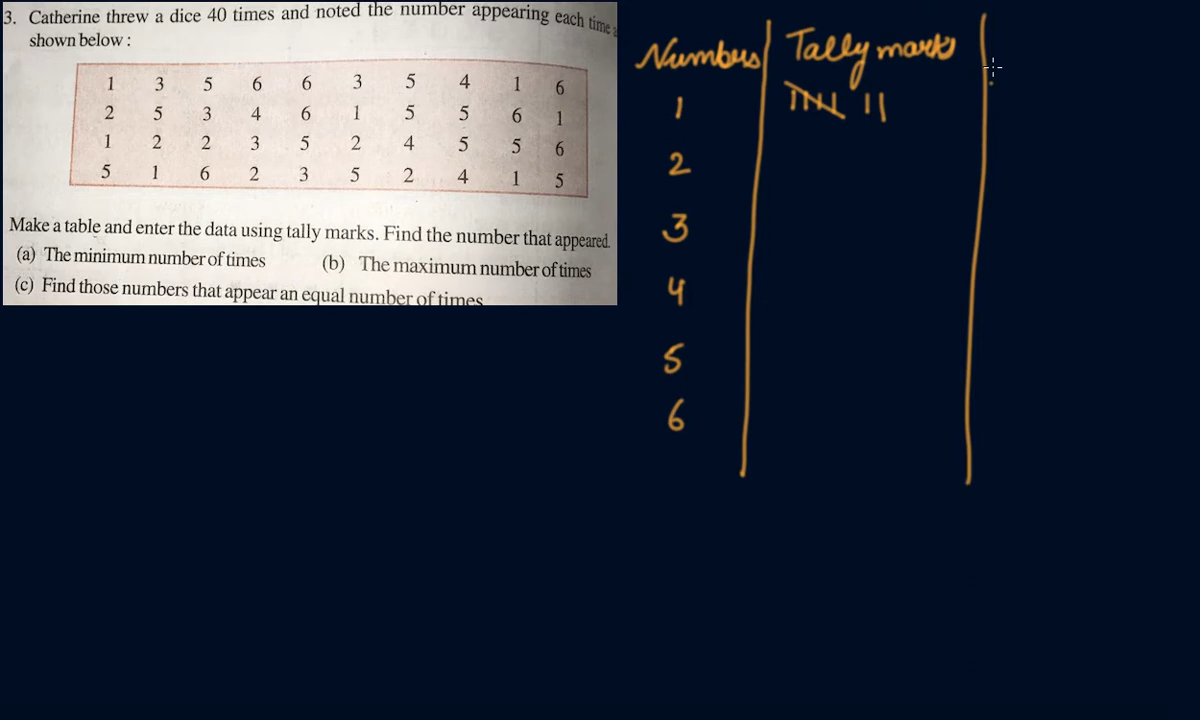 3. Catherine threw a dice 40 times and noted the number appearing each time
shown below :
1 3 5 6 6 3 5 4 1 6
2 5 3 4 6 1 5 5 6 1
1 2 2 3 5 2 4 5 5 6
5 1 6 2 3 5 2 4 1 5
Make a table and enter the data using tally marks. Find the number that appeared.
(a) The minimum number of times (b) The maximum number of times
(c) Find those numbers that appear an equal number of times
Numbers Tally marks
1
2
3
4
5
6